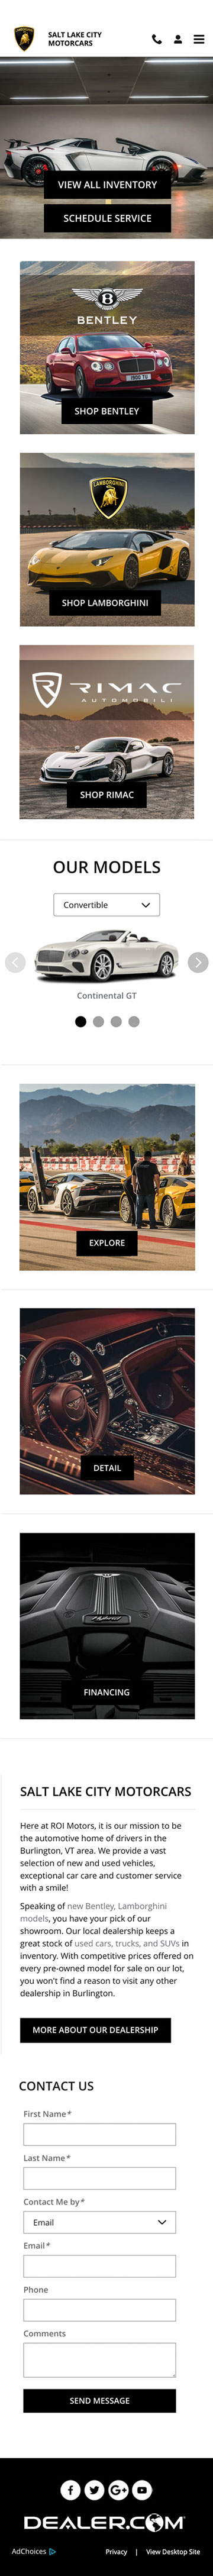 SALT LAKE CITY
MOTORCARS
VIEW ALL INVENTORY
SCHEDULE SERVICE
B
BENTLEY
SHOP BENTLEY
LAMBORGHINI
SHOP LAMBORGHINI
RIMAC
AUTOMOBILI
SHOP RIMAC
OUR MODELS
Convertible
Continental GT
EXPLORE
DETAIL
FINANCING
SALT LAKE CITY MOTORCARS
Here at ROI Motors, it is our mission to be
the automotive home of drivers in the
Burlington, VT area. We provide a vast
selection of new and used vehicles,
exceptional car care and customer service
with a smile!
Speaking of new Bentley, Lamborghini
models, you have your pick of our
showroom. Our local dealership keeps a
great stock of used cars, trucks, and SUVs in
inventory. With competitive prices offered on
every pre-owned model for sale on our lot,
you won't find a reason to visit any other
dealership in Burlington.
MORE ABOUT OUR DEALERSHIP
CONTACT US
First Name*
Last Name*
Contact Me by*
Email
Email*
Phone
Comments
SEND MESSAGE
f G+
DEALER.COM
AdChoices Privacy | View Desktop Site